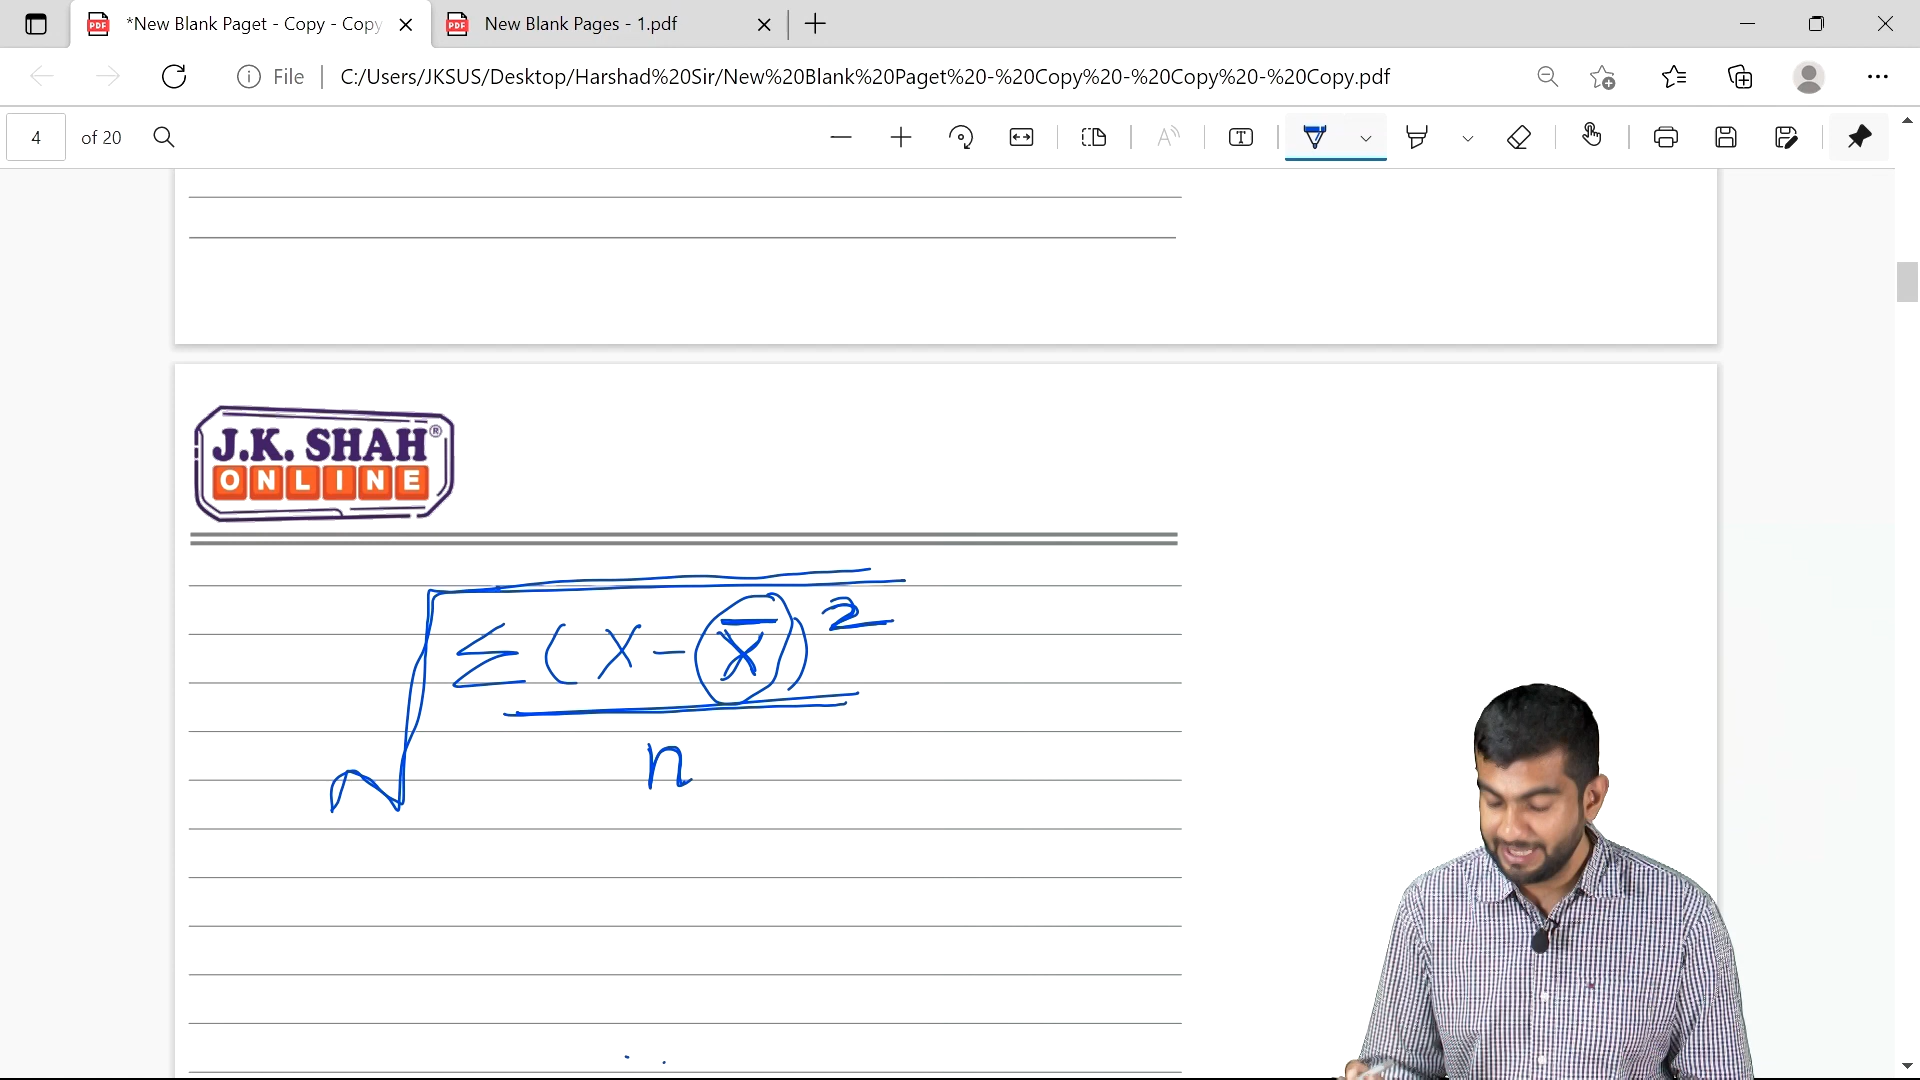 *New Blank Paget - Copy - Copy
New Blank Pages - 1.pdf
File
C:/Users/JKSUS/Desktop/Harshad%20Sir/New%20Blank%20Paget%20-%20Copy%20-%20Copy%20-%20Copy.pdf
4 of 20
J.K. SHAH®
ONLINE
√ Σ(x - x̄)²
n